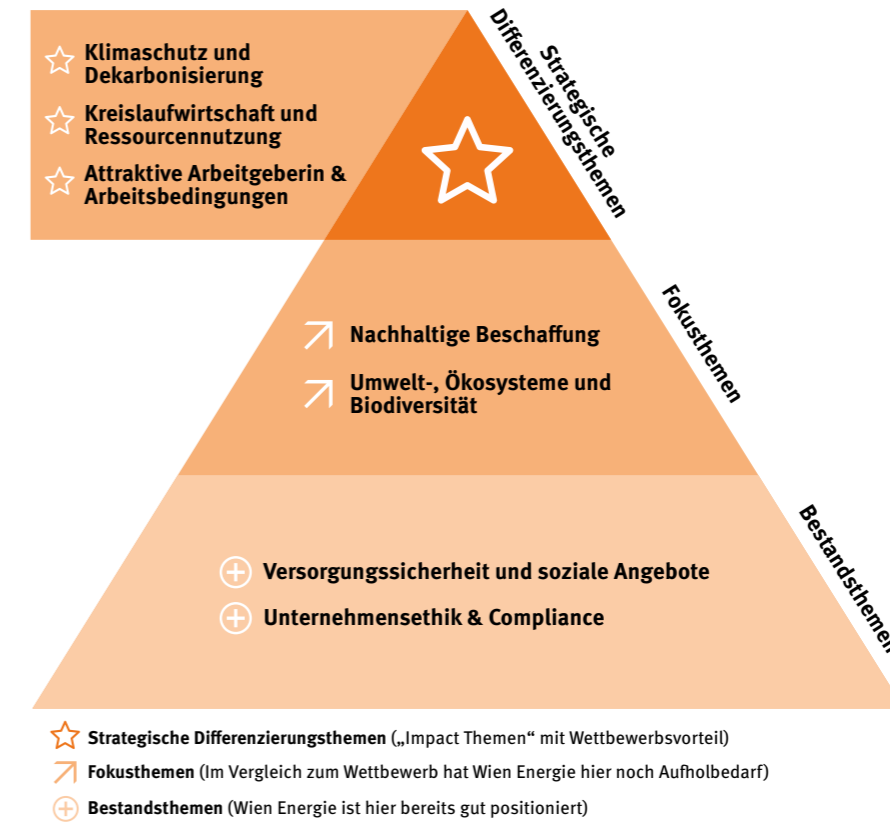 Klimaschutz und
Dekarbonisierung
Kreislaufwirtschaft und
Ressourcennutzung
Attraktive Arbeitgeberin &
Arbeitsbedingungen
Strategische
Differenzierungsthemen
Nachhaltige Beschaffung
Umwelt-, Ökosysteme und
Biodiversität
Fokusthemen
Versorgungssicherheit und soziale Angebote
Unternehmensethik & Compliance
Bestandsthemen
Strategische Differenzierungsthemen („Impact Themen“ mit Wettbewerbsvorteil)
Fokusthemen (Im Vergleich zum Wettbewerb hat Wien Energie hier noch Aufholbedarf)
Bestandsthemen (Wien Energie ist hier bereits gut positioniert)